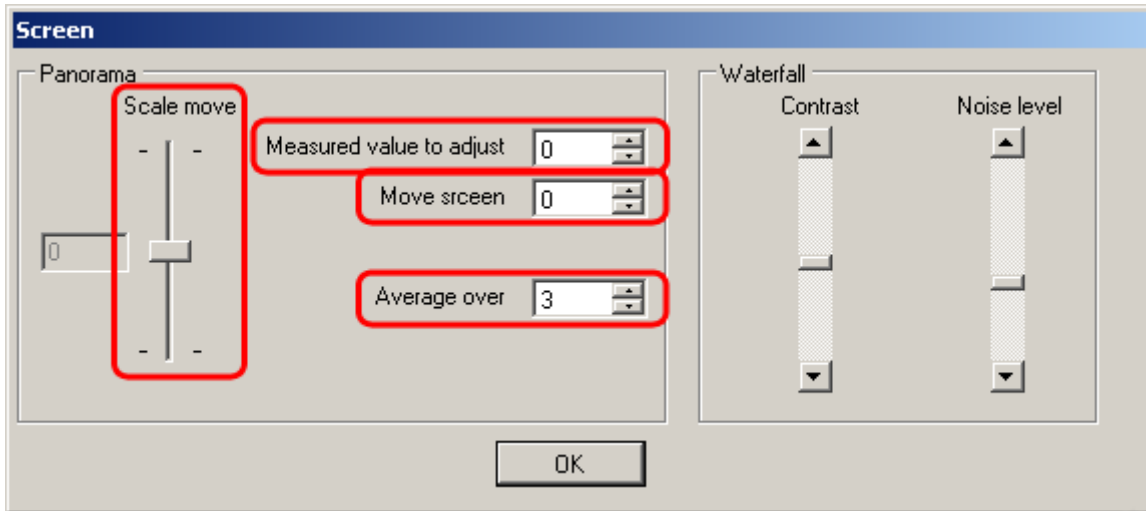 Screen
Panorama
Scale move
Measured value to adjust 0
Move srceen 0
0
Average over 3
Waterfall
Contrast Noise level
OK